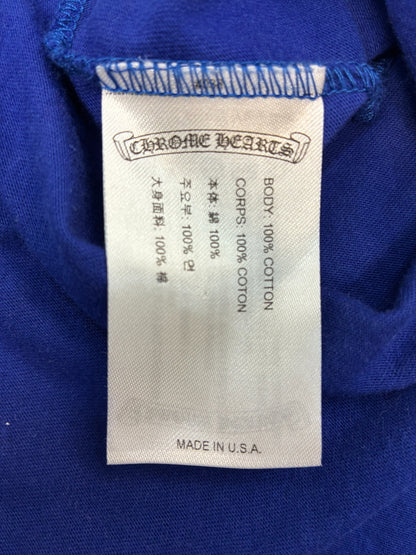 CHROME HEARTS
BODY: 100% COTTON
CORPS: 100% COTON
本体: 綿 100%
주요부: 100% 면
大身面料: 100% 棉
MADE IN U.S.A.